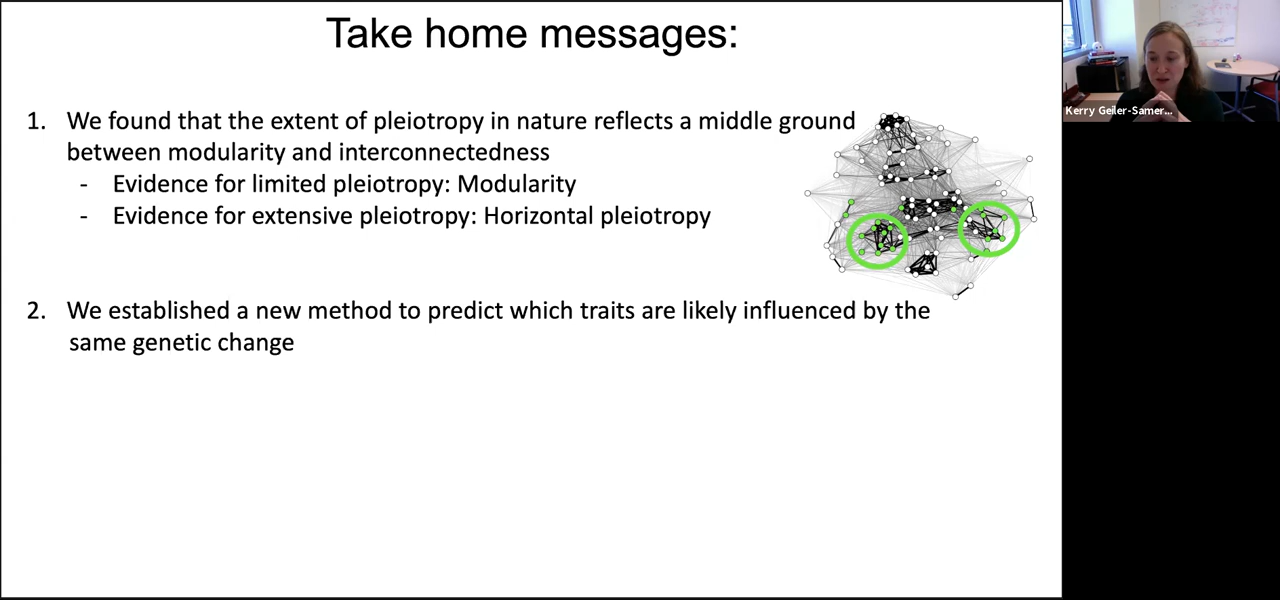 Take home messages:
1. We found that the extent of pleiotropy in nature reflects a middle ground
between modularity and interconnectedness
- Evidence for limited pleiotropy: Modularity
- Evidence for extensive pleiotropy: Horizontal pleiotropy
2. We established a new method to predict which traits are likely influenced by the
same genetic change
Kerry Geiler-Samer...